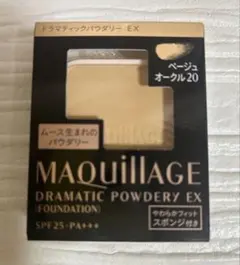 ドラマティックパウダリー EX
ベージュ
オークル20
ムース生まれの
パウダリー
MAQuillAGE
DRAMATIC POWDERY EX
(FOUNDATION)
やわらかフィット
スポンジ付き
SPF25・PA+++